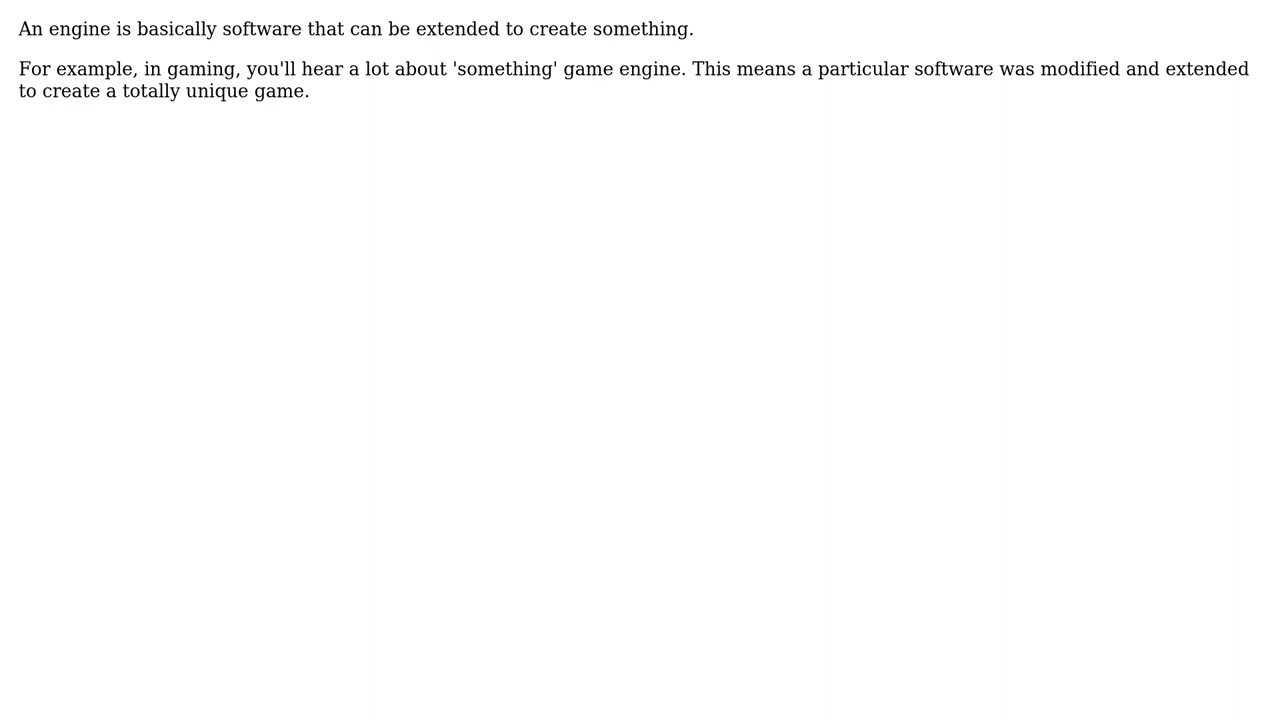 An engine is basically software that can be extended to create something.
For example, in gaming, you'll hear a lot about 'something' game engine. This means a particular software was modified and extended
to create a totally unique game.